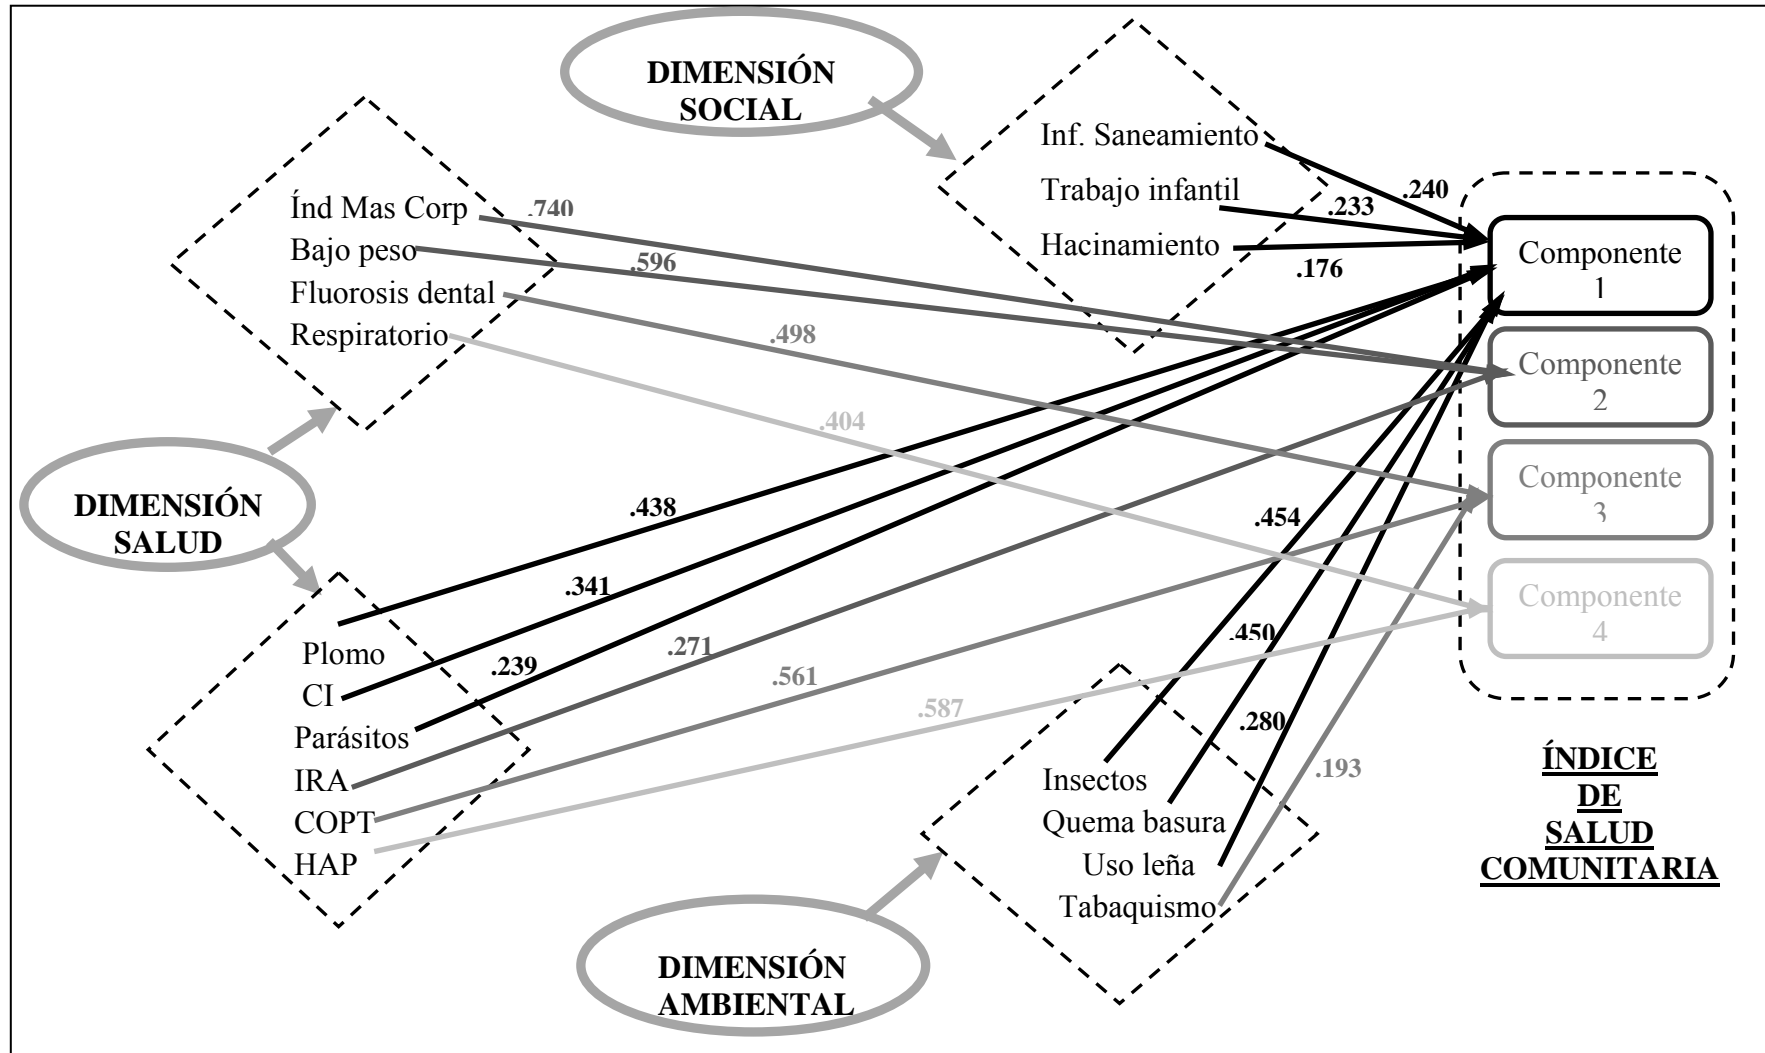 DIMENSIÓN
SOCIAL
Inf. Saneamiento
Trabajo infantil
Hacinamiento
.240
.233
.176
Índ Mas Corp
Bajo peso
Fluorosis dental
Respiratorio
.740
.596
.498
.404
DIMENSIÓN
SALUD
Plomo
CI
Parásitos
IRA
COPT
HAP
.438
.341
.239
.271
.561
.587
Insectos
Quema basura
Uso leña
Tabaquismo
.454
.450
.280
.193
DIMENSIÓN
AMBIENTAL
Componente
1
Componente
2
Componente
3
Componente
4
ÍNDICE
DE
SALUD
COMUNITARIA